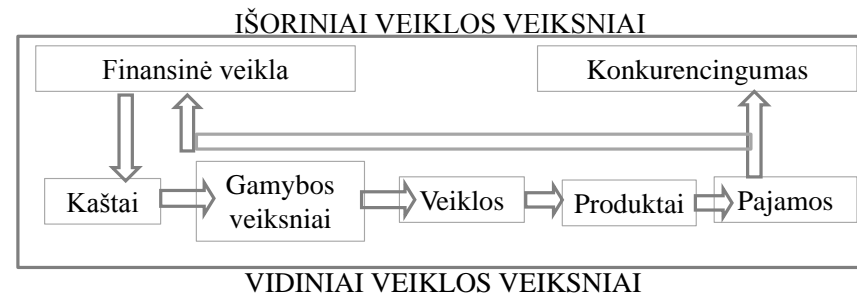 IŠORINIAI VEIKLOS VEIKSNIAI
Finansinė veikla
Konkurencingumas
Kaštai
Gamybos
veiksniai
Veiklos
Produktai
Pajamos
VIDINIAI VEIKLOS VEIKSNIAI